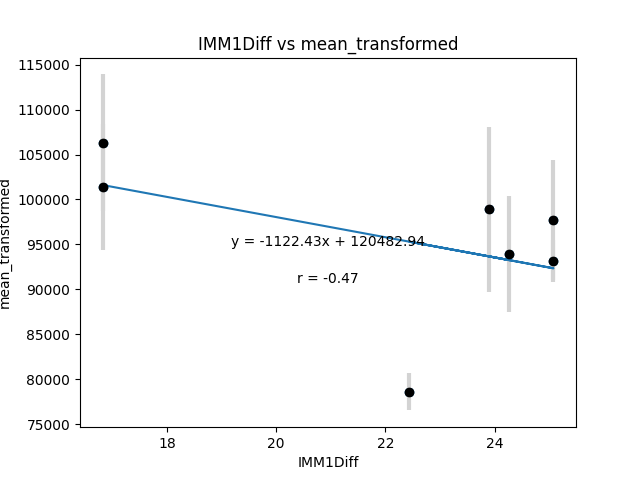 IMM1Diff vs mean_transformed
115000
110000
105000
100000
95000
90000
85000
80000
75000
mean_transformed
y = -1122.43x + 120482.94
r = -0.47
18
20
22
24
IMM1Diff